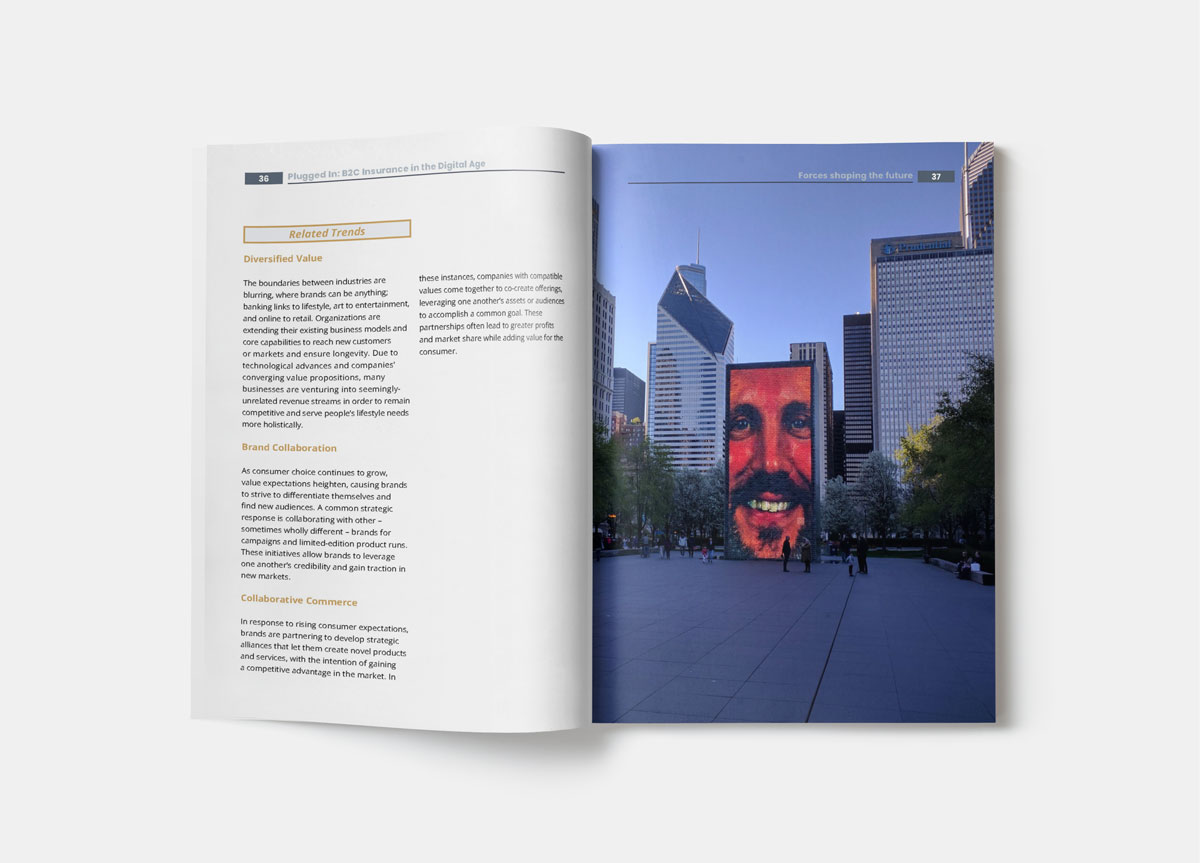 36 Plugged In: B2C Insurance in the Digital Age
Related Trends
Diversified Value
The boundaries between industries are
blurring, where brands can be anything;
banking links to lifestyle, art to entertainment,
and online to retail. Organizations are
extending their existing business models and
core capabilities to reach new customers
or markets and ensure longevity. Due to
technological advances and companies'
converging value propositions, many
businesses are venturing into seemingly-
unrelated revenue streams in order to remain
competitive and serve people's lifestyle needs
more holistically.
Brand Collaboration
As consumer choice continues to grow,
value expectations heighten, causing brands
to strive to differentiate themselves and
find new audiences. A common strategic
response is collaborating with other –
sometimes wholly different – brands for
campaigns and limited-edition product runs.
These initiatives allow brands to leverage
one another's credibility and gain traction in
new markets.
Collaborative Commerce
In response to rising consumer expectations,
brands are partnering to develop strategic
alliances that let them create novel products
and services, with the intention of gaining
a competitive advantage in the market. In
these instances, companies with compatible
values come together to co-create offerings,
leveraging one another's assets or audiences
to accomplish a common goal. These
partnerships often lead to greater profits
and market share while adding value for the
consumer.
Forces shaping the future 37
Prudential